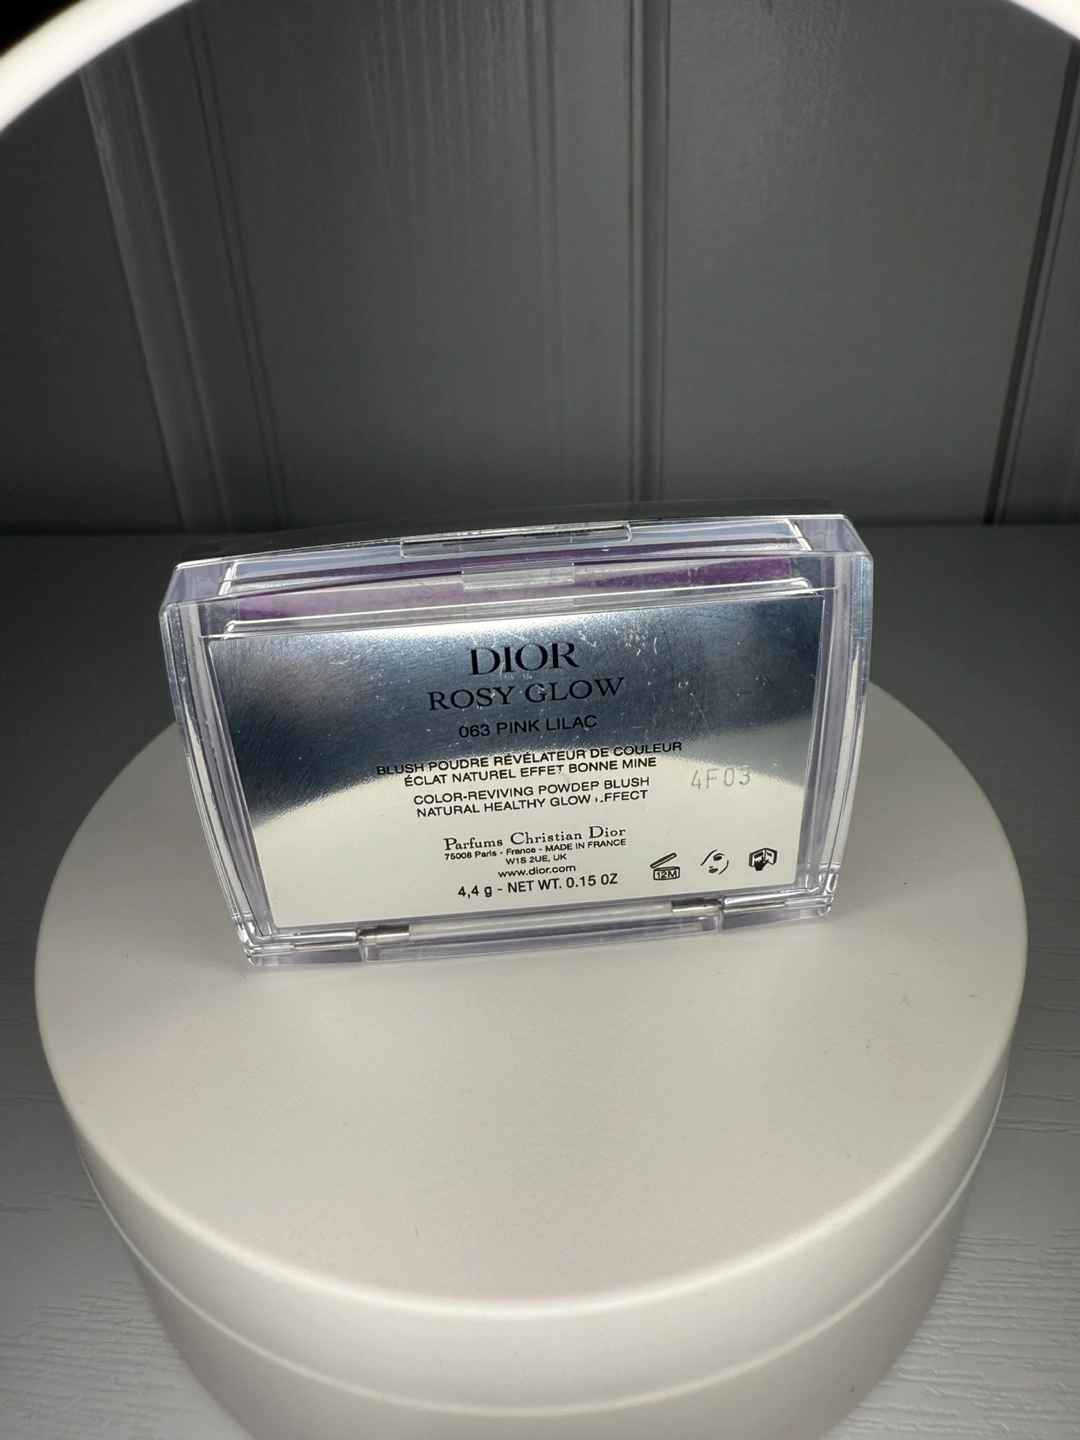 DIOR
ROSY GLOW
063 PINK LILAC
BLUSH POUDRE RÉVÉLATEUR DE COULEUR
ÉCLAT NATUREL EFFET BONNE MINE
COLOR-REVIVING POWDER BLUSH
NATURAL HEALTHY GLOW EFFECT
4F03
Parfums Christian Dior
75008 Paris - France - MADE IN FRANCE
W1S 2UE, UK
www.dior.com
4,4 g - NET WT. 0.15 OZ
12M